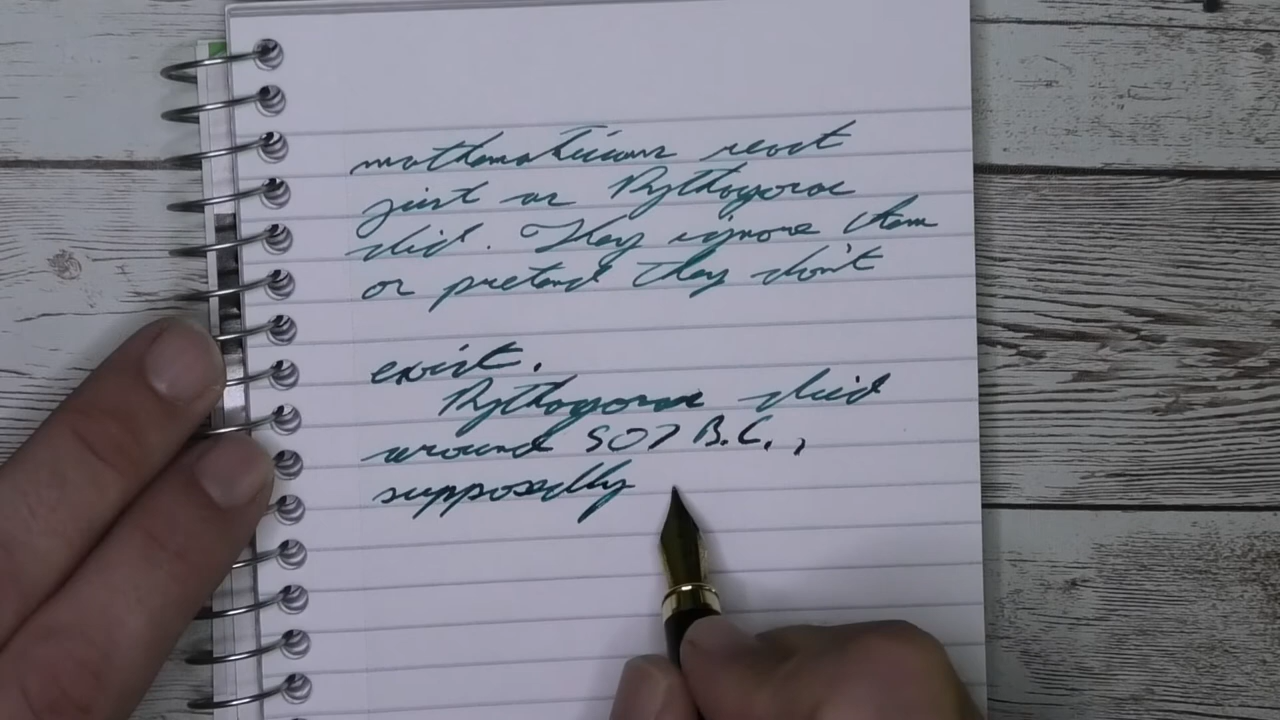 mathematicians react
just as Pythagoras
did. They ignore them
or pretend they don't
exist.
Pythagoras died
around 507 B.C.,
supposedly